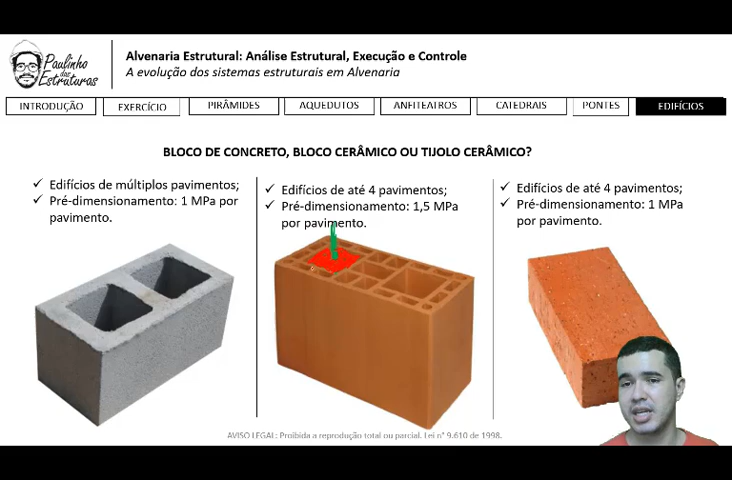 Paulinho
das
Estruturas
Alvenaria Estrutural: Análise Estrutural, Execução e Controle
A evolução dos sistemas estruturais em Alvenaria
INTRODUÇÃO
EXERCÍCIO
PIRÂMIDES
AQUEDUTOS
ANFITEATROS
CATEDRAIS
PONTES
EDIFÍCIOS
BLOCO DE CONCRETO, BLOCO CERÂMICO OU TIJOLO CERÂMICO?
✓ Edifícios de múltiplos pavimentos;
✓ Pré-dimensionamento: 1 MPa por
pavimento.
✓ Edifícios de até 4 pavimentos;
✓ Pré-dimensionamento: 1,5 MPa
por pavimento.
✓ Edifícios de até 4 pavimentos;
✓ Pré-dimensionamento: 1 MPa
por pavimento.
AVISO LEGAL: Proibida a reprodução total ou parcial. Lei n° 9.610 de 1998.